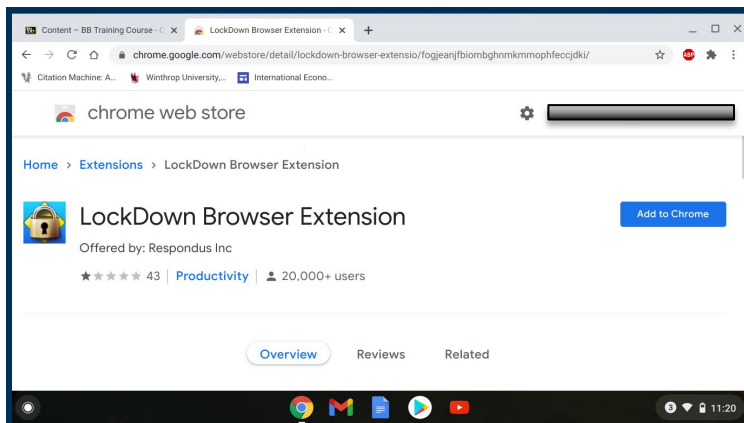 Content – BB Training Course - C
LockDown Browser Extension - C
chrome.google.com/webstore/detail/lockdown-browser-extensio/fogjeanjfbiombghnmkmmophfeccjdki/
ABP
Citation Machine: A...
Winthrop University,...
International Econo...
chrome web store
Home > Extensions > LockDown Browser Extension
LockDown Browser Extension
Add to Chrome
Offered by: Respondus Inc
43 | Productivity | 20,000+ users
Overview
Reviews
Related
3
11:20